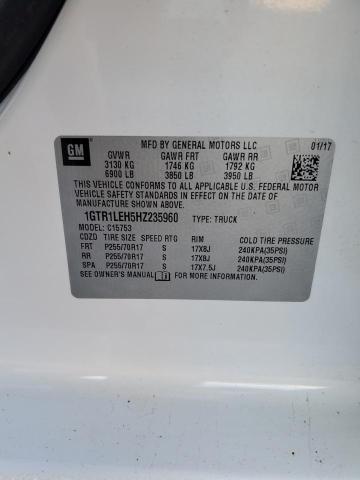 GM
MFD BY GENERAL MOTORS LLC
01/17
GVWR GAWR FRT GAWR RR
3130 KG 1746 KG 1792 KG
6900 LB 3850 LB 3950 LB
THIS VEHICLE CONFORMS TO ALL APPLICABLE U.S. FEDERAL MOTOR
VEHICLE SAFETY STANDARDS IN EFFECT ON THE DATE OF
MANUFACTURE SHOWN ABOVE.
1GTR1LEH5HZ235960 TYPE: TRUCK
MODEL: C15753
CDZD TIRE SIZE SPEED RTG RIM COLD TIRE PRESSURE
FRT P255/70R17 S 17X8J 240KPA(35PSI)
RR P255/70R17 S 17X8J 240KPA(35PSI)
SPA P255/70R17 S 17X7.5J 240KPA(35PSI)
SEE OWNER'S MANUAL FOR MORE INFORMATION.